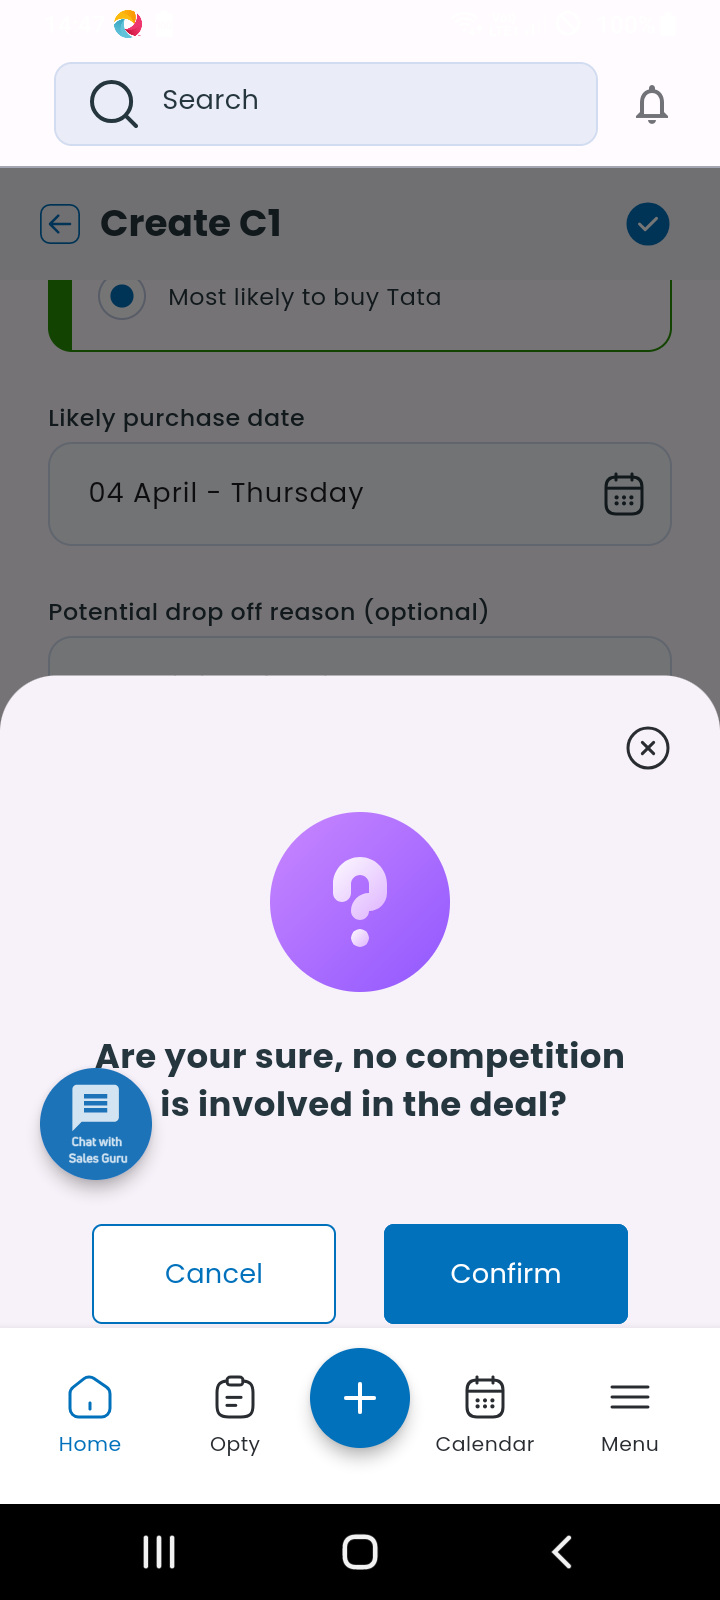 Search
Create C1
Most likely to buy Tata
Likely purchase date
04 April - Thursday
Potential drop off reason (optional)
Are your sure, no competition
is involved in the deal?
Chat with
Sales Guru
Cancel
Confirm
Home
Opty
Calendar
Menu